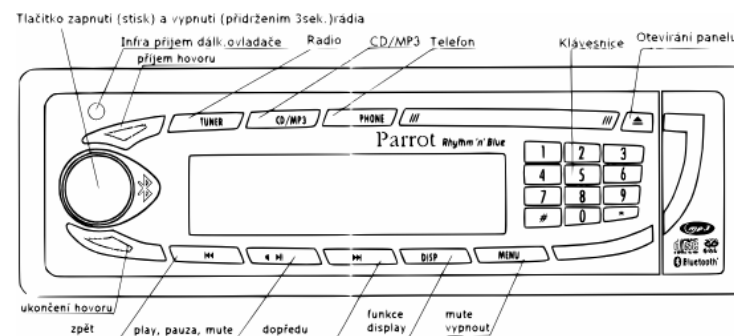 Tlačítko zapnutí (stisk) a vypnutí (přidržením 3sek.)rádia
Infra přijem dálk.ovladače
příjem hovoru
Radio
CD/MP3
Telefon
Klávesnice
Otevírání panelu
TUNER
CD/MP3
PHONE
Parrot Rhythm 'n' Blue
1 2 3
4 5 6
7 8 9
# 0 *
DISP
MENU
mp3
Bluetooth
ukončení hovoru
zpět
play, pauza, mute
dopředu
funkce
display
mute
vypnout